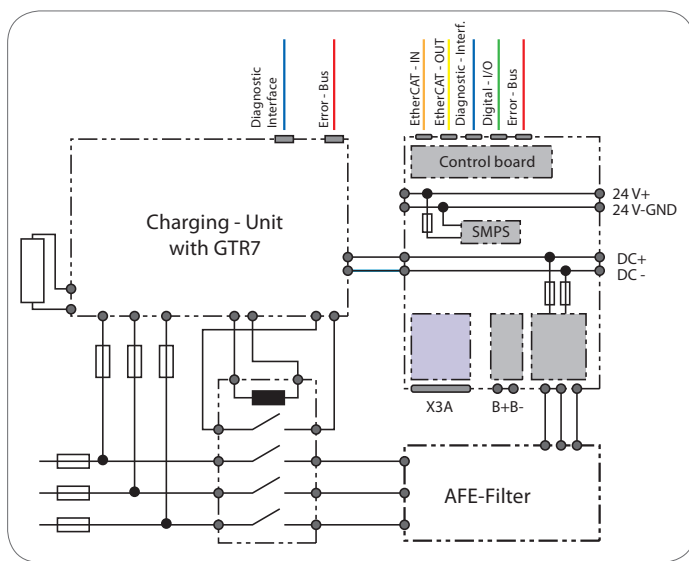 Diagnostic
Interface
Error - Bus
EtherCAT - IN
EtherCAT - OUT
Diagnostic - Interf.
Digital - I/O
Error - Bus
Control board
24 V+
24 V-GND
SMPS
Charging - Unit
with GTR7
DC+
DC -
X3A
B+B-
AFE-Filter